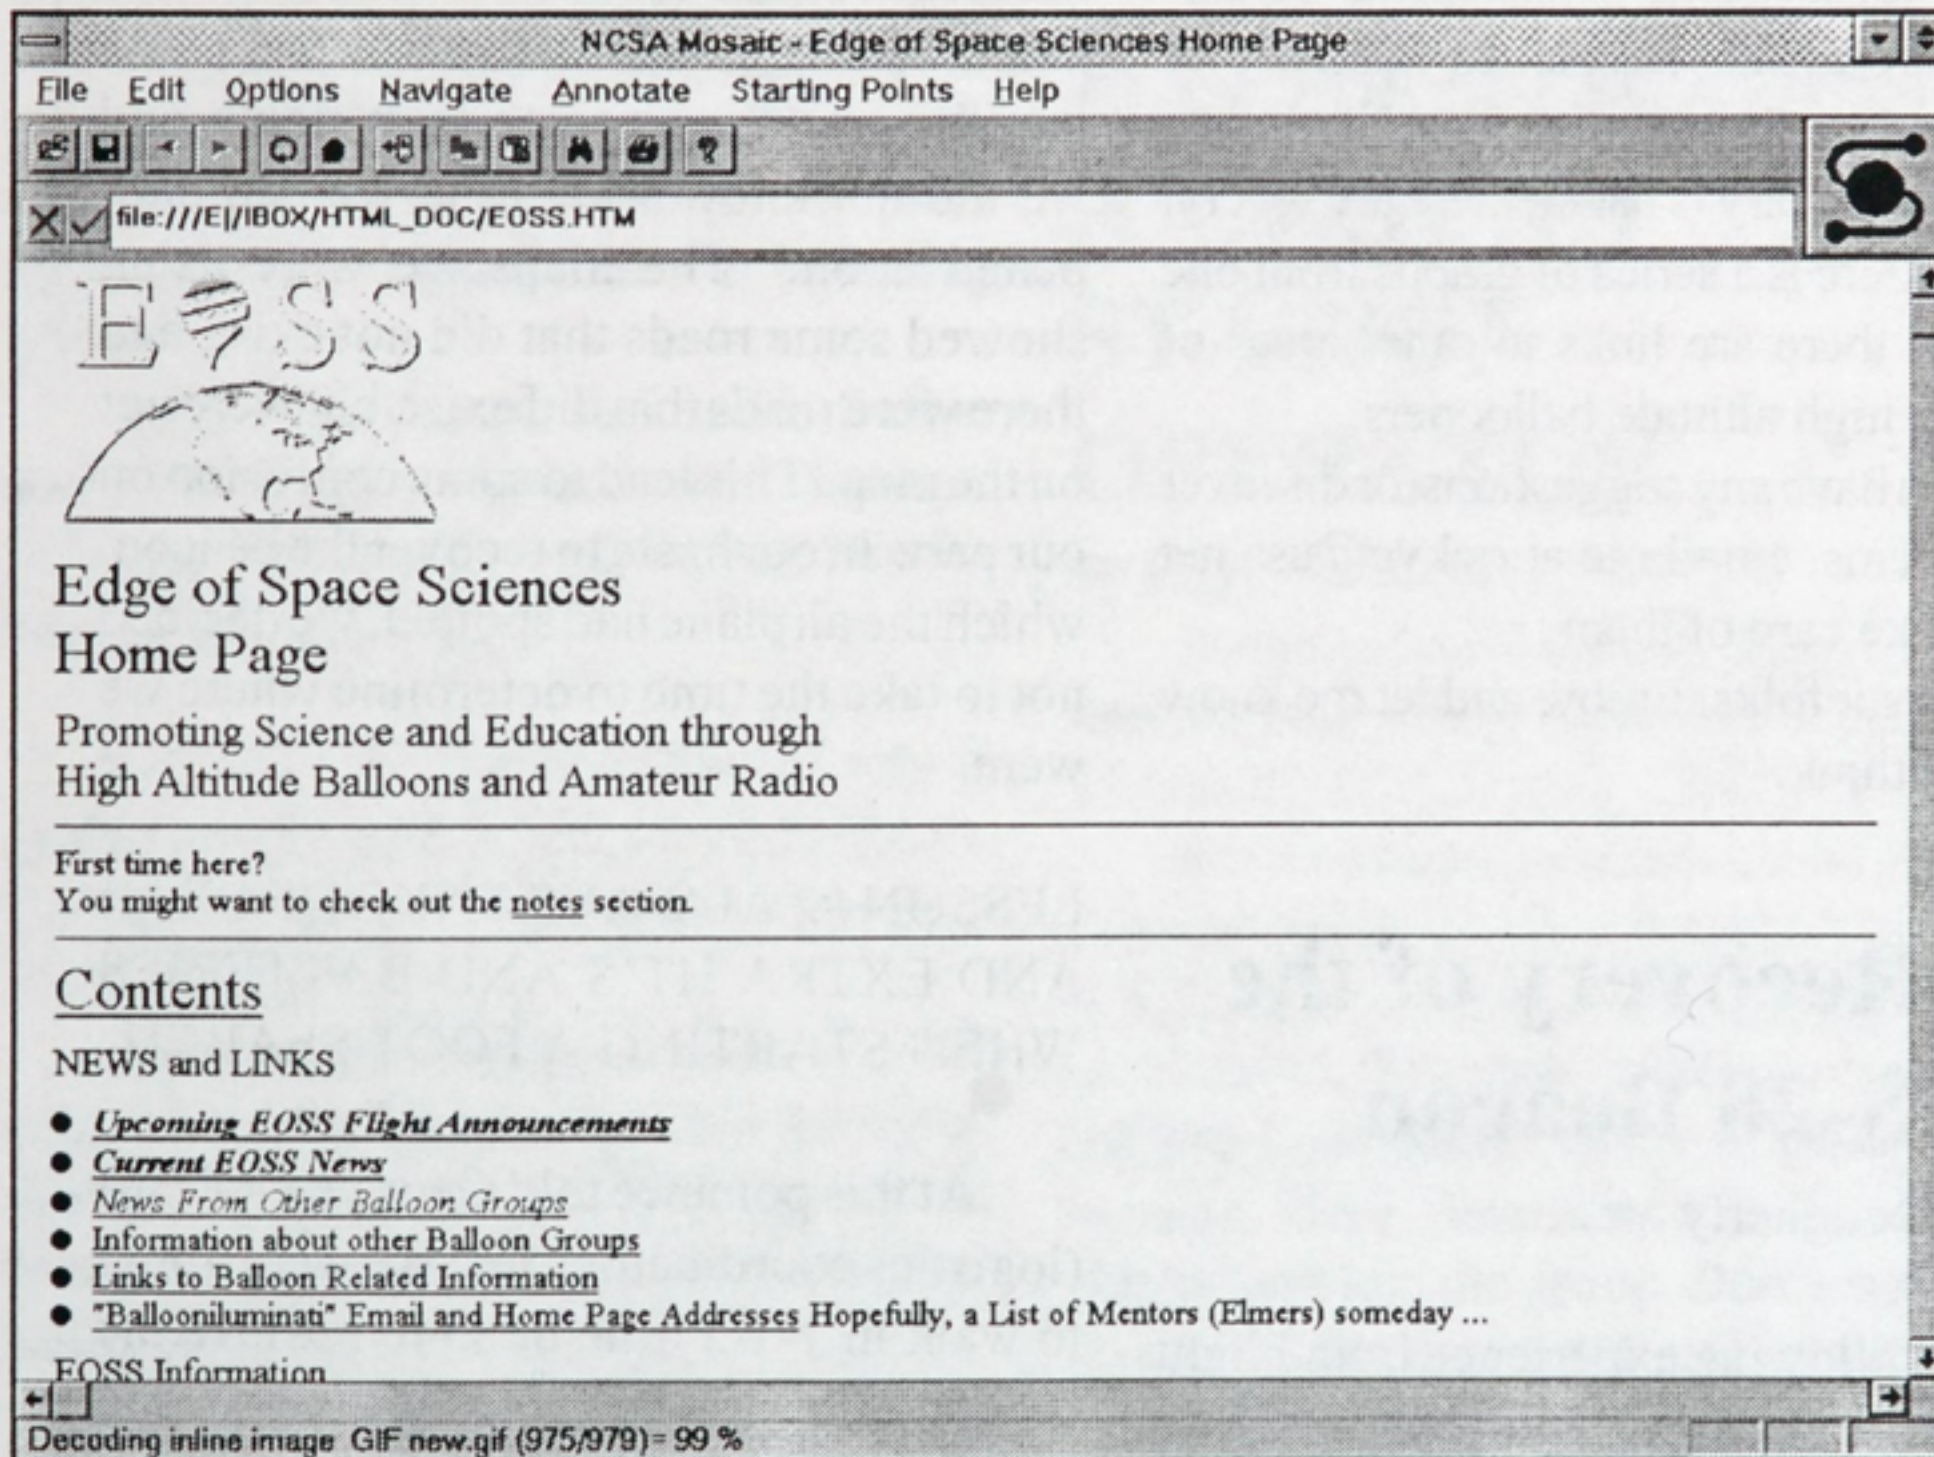 NCSA Mosaic - Edge of Space Sciences Home Page
File Edit Options Navigate Annotate Starting Points Help
file:///E|/IBOX/HTML_DOC/EOSS.HTM
EOSS
Edge of Space Sciences
Home Page
Promoting Science and Education through
High Altitude Balloons and Amateur Radio
First time here?
You might want to check out the notes section.
Contents
NEWS and LINKS
Upcoming EOSS Flight Announcements
Current EOSS News
News From Other Balloon Groups
Information about other Balloon Groups
Links to Balloon Related Information
"Ballooniluminati" Email and Home Page Addresses Hopefully, a List of Mentors (Elmers) someday ...
EOSS Information
Decoding inline image GIF new.gif (975/979)= 99 %